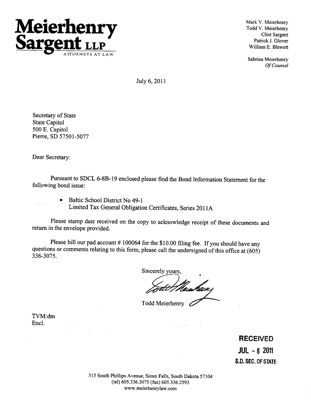 Meierhenry
Sargent LLP
ATTORNEYS AT LAW
Mark V. Meierhenry
Todd V. Meierhenry
Clint Sargent
Patrick J. Glover
William E. Blewett
Sabrina Meierhenry
Of Counsel
July 6, 2011
Secretary of State
State Capitol
500 E. Capitol
Pierre, SD 57501-5077
Dear Secretary:
Pursuant to SDCL 6-8B-19 enclosed please find the Bond Information Statement for the
following bond issue:
• Baltic School District No 49-1
Limited Tax General Obligation Certificates, Series 2011A
Please stamp date received on the copy to acknowledge receipt of these documents and
return in the envelope provided.
Please bill our pad account # 100064 for the $10.00 filing fee. If you should have any
questions or comments relating to this form, please call the undersigned of this office at (605)
336-3075.
Sincerely yours,
Todd Meierhenry
Todd Meierhenry
TVM:dm
Encl.
RECEIVED
JUL - 8 2011
S.D. SEC. OF STATE
315 South Phillips Avenue, Sioux Falls, South Dakota 57104
(tel) 605.336.3075 (fax) 605.336.2593
www.meierhenrylaw.com